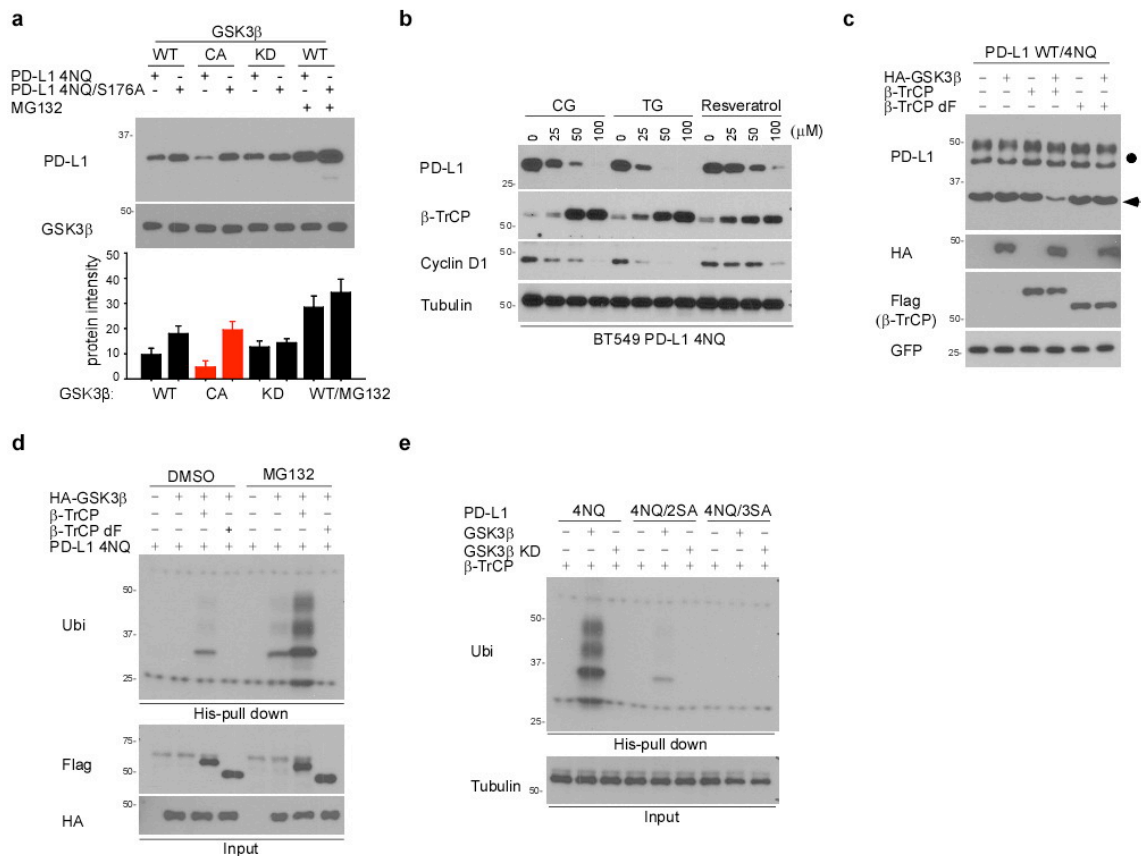 a
GSK3β
WT CA KD WT
PD-L1 4NQ + - + - + - + -
PD-L1 4NQ/S176A - + - + - + - +
MG132 + +
37-
PD-L1
50-
GSK3β
protein intensity
50
40
30
20
10
0
GSK3β: WT CA KD WT/MG132
b
CG TG Resveratrol
0 25 50 100 0 25 50 100 0 25 50 100 (μM)
PD-L1
25-
β-TrCP
50-
Cyclin D1
Tubulin 50-
BT549 PD-L1 4NQ
c
PD-L1 WT/4NQ
HA-GSK3β - + - + - +
β-TrCP - - + + - -
β-TrCP dF - - - - + +
50-
PD-L1
37-
50-
HA
Flag
(β-TrCP)
GFP 25-
d
DMSO MG132
HA-GSK3β - + + + - + + +
β-TrCP - - + - - - + -
β-TrCP dF - - - + - - - +
PD-L1 4NQ + + + + + + + +
50-
Ubi
37-
25-
His-pull down
75-
Flag
50-
50-
HA
Input
e
PD-L1 4NQ 4NQ/2SA 4NQ/3SA
GSK3β - + - - + - - + -
GSK3β KD - - + - - + - - +
β-TrCP + + + + + + + + +
50-
Ubi
37-
25-
His-pull down
Tubulin
50-
Input